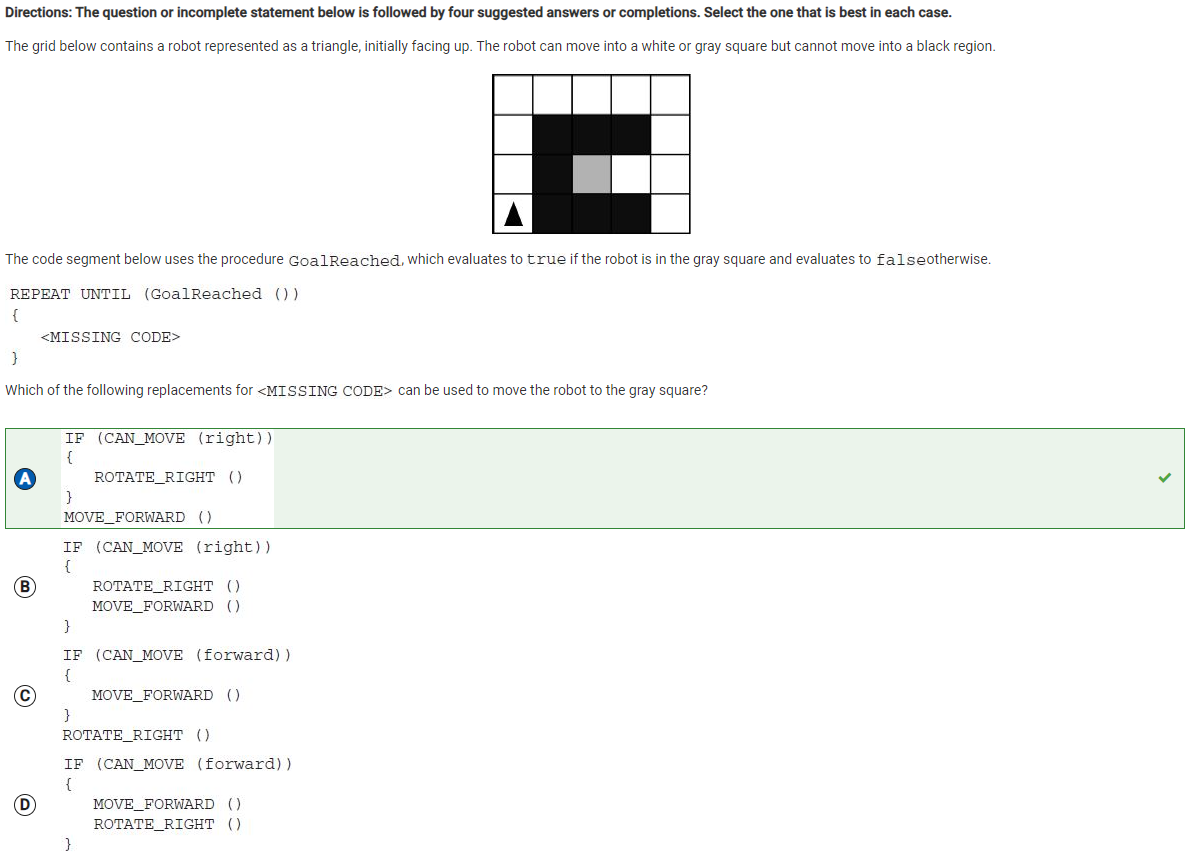 Directions: The question or incomplete statement below is followed by four suggested answers or completions. Select the one that is best in each case.
The grid below contains a robot represented as a triangle, initially facing up. The robot can move into a white or gray square but cannot move into a black region.
The code segment below uses the procedure GoalReached, which evaluates to true if the robot is in the gray square and evaluates to falseotherwise.
REPEAT UNTIL (GoalReached ())
{
<MISSING CODE>
}
Which of the following replacements for <MISSING CODE> can be used to move the robot to the gray square?
A
IF (CAN_MOVE (right))
{
ROTATE_RIGHT ()
}
MOVE_FORWARD ()
B
IF (CAN_MOVE (right))
{
ROTATE_RIGHT ()
MOVE_FORWARD ()
}
C
IF (CAN_MOVE (forward))
{
MOVE_FORWARD ()
}
ROTATE_RIGHT ()
D
IF (CAN_MOVE (forward))
{
MOVE_FORWARD ()
ROTATE_RIGHT ()
}